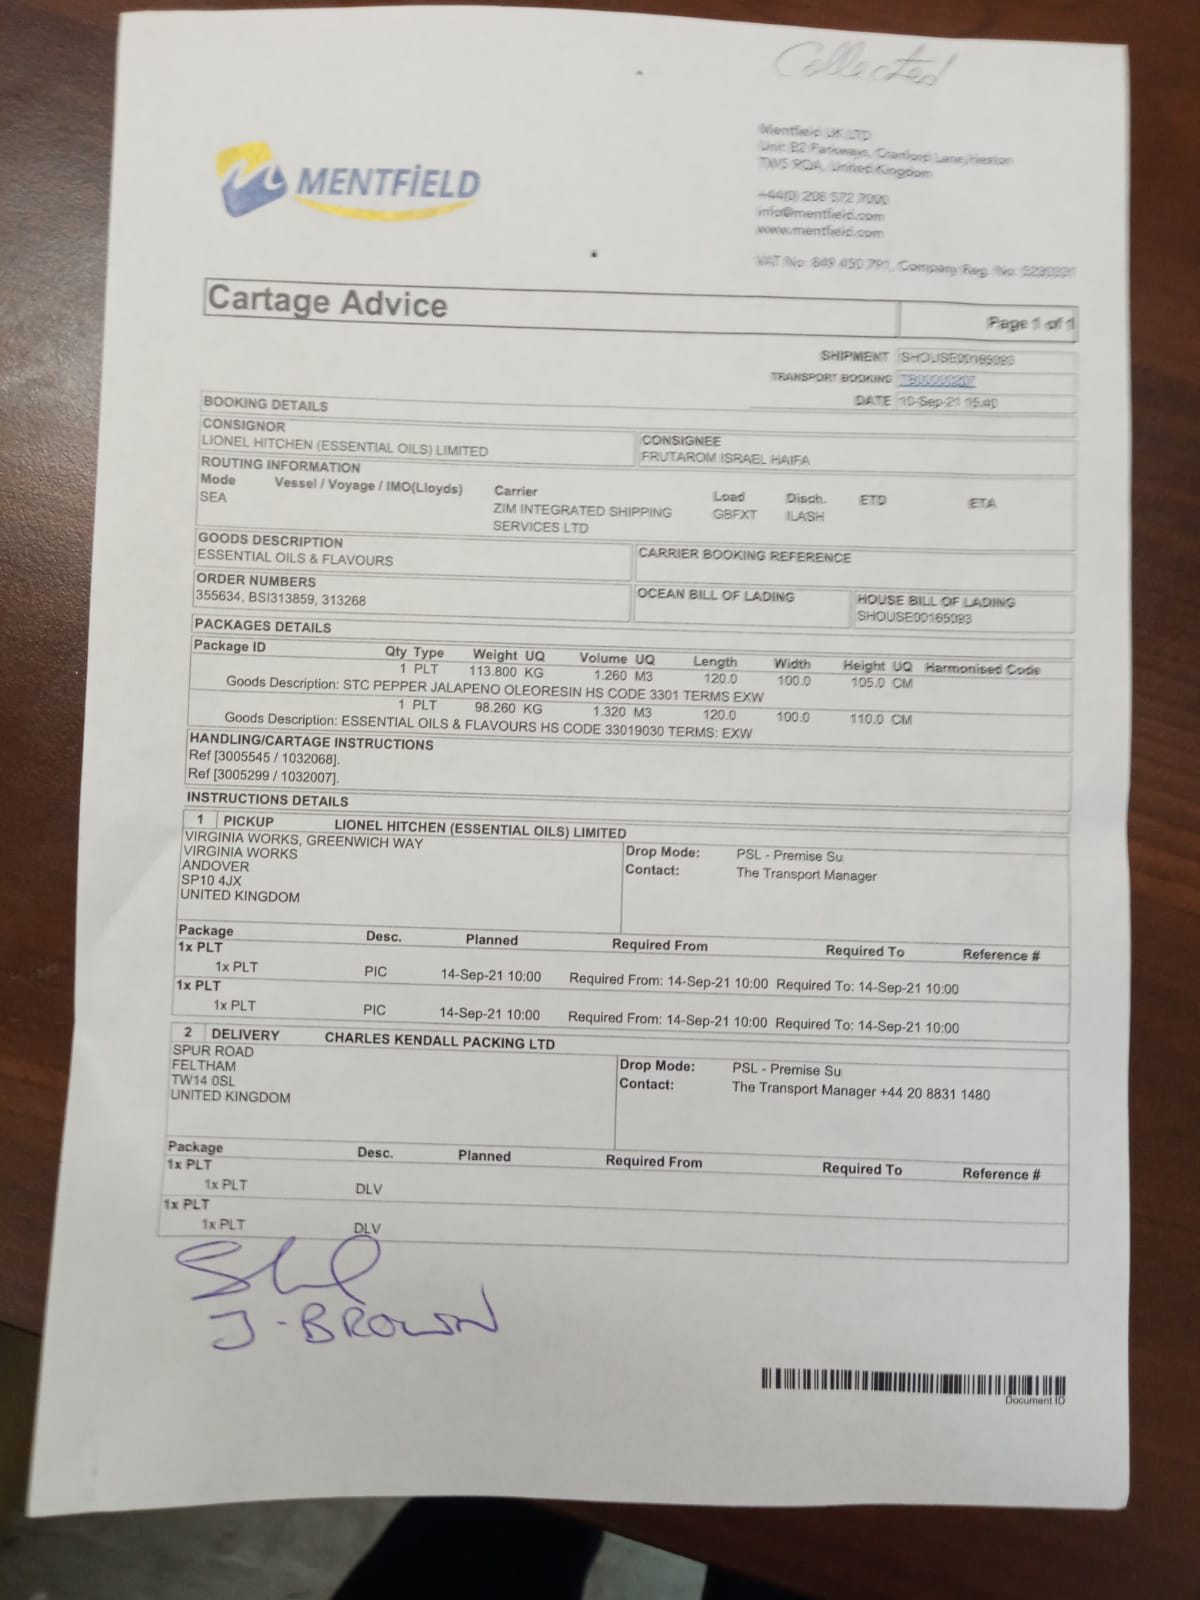 Collected
MENTFiELD
Mentfield UK LTD
Unit B2 Parkways, Cranford Lane, Heston
TW5 9QA, United Kingdom
+44(0) 208 572 7000
info@mentfield.com
www.mentfield.com
VAT No: 849 450 791, Company Reg. No:
Cartage Advice
Page 1 of 1
SHIPMENT SHOUSE00165093
TRANSPORT BOOKING TB00000207
DATE 10-Sep-21
BOOKING DETAILS
CONSIGNOR
LIONEL HITCHEN (ESSENTIAL OILS) LIMITED
CONSIGNEE
FRUTAROM ISRAEL HAIFA
ROUTING INFORMATION
Mode Vessel / Voyage / IMO(Lloyds) Carrier Load Disch. ETD ETA
SEA ZIM INTEGRATED SHIPPING SERVICES LTD GBFXT ILASH
GOODS DESCRIPTION
ESSENTIAL OILS & FLAVOURS
CARRIER BOOKING REFERENCE
ORDER NUMBERS
355634, BSI313859, 313268
OCEAN BILL OF LADING
HOUSE BILL OF LADING
SHOUSE00165093
PACKAGES DETAILS
Package ID Qty Type Weight UQ Volume UQ Length Width Height UQ Harmonised Code
1 PLT 113.800 KG 1.260 M3 120.0 100.0 105.0 CM
Goods Description: STC PEPPER JALAPENO OLEORESIN HS CODE 3301 TERMS EXW
1 PLT 98.260 KG 1.320 M3 120.0 100.0 110.0 CM
Goods Description: ESSENTIAL OILS & FLAVOURS HS CODE 33019030 TERMS: EXW
HANDLING/CARTAGE INSTRUCTIONS
Ref [3005545 / 1032068].
Ref [3005299 / 1032007].
INSTRUCTIONS DETAILS
1 PICKUP LIONEL HITCHEN (ESSENTIAL OILS) LIMITED
VIRGINIA WORKS, GREENWICH WAY
VIRGINIA WORKS
ANDOVER
SP10 4JX
UNITED KINGDOM
Drop Mode: PSL - Premise Su
Contact: The Transport Manager
Package Desc. Planned Required From Required To Reference #
1x PLT
1x PLT PIC 14-Sep-21 10:00 Required From: 14-Sep-21 10:00 Required To: 14-Sep-21 10:00
1x PLT
1x PLT PIC 14-Sep-21 10:00 Required From: 14-Sep-21 10:00 Required To: 14-Sep-21 10:00
2 DELIVERY CHARLES KENDALL PACKING LTD
SPUR ROAD
FELTHAM
TW14 0SL
UNITED KINGDOM
Drop Mode: PSL - Premise Su
Contact: The Transport Manager +44 20 8831 1480
Package Desc. Planned Required From Required To Reference #
1x PLT
1x PLT DLV
1x PLT
1x PLT DLV
J-BROWN
Document ID